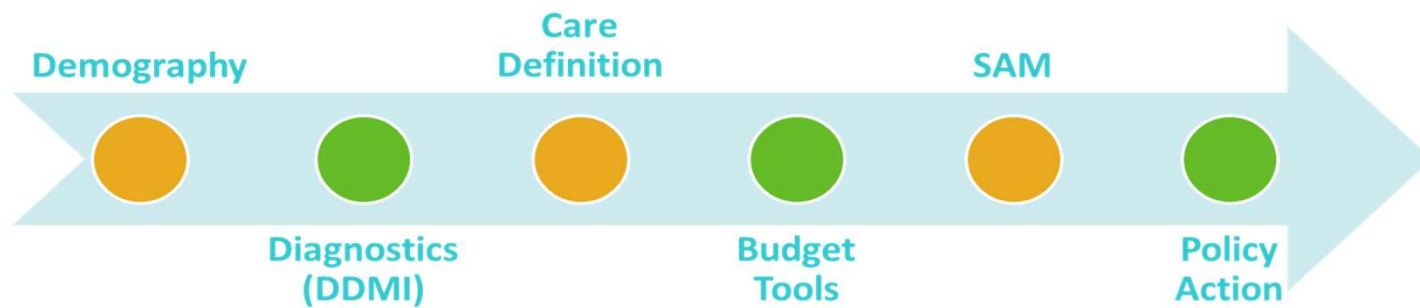 Demography
Diagnostics
(DDMI)
Care
Definition
Budget
Tools
SAM
Policy
Action